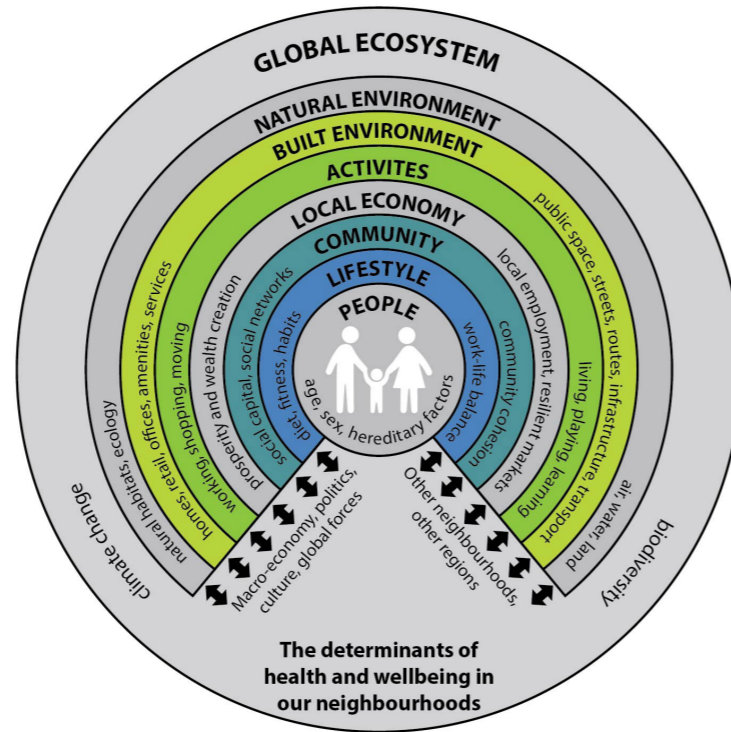 GLOBAL ECOSYSTEM
NATURAL ENVIRONMENT
BUILT ENVIRONMENT
ACTIVITES
LOCAL ECONOMY
COMMUNITY
LIFESTYLE
PEOPLE
age, sex, hereditary factors
diet, fitness, habits
work-life balance
social capital, social networks
community cohesion
prosperity and wealth creation
local employment, resilient markets
working, shopping, moving
living, playing, learning
homes, retail, offices, amenities, services
public space, streets, routes, infrastructure, transport
natural habitats, ecology
air, water, land
climate change
biodiversity
Macro-economy, politics,
culture, global forces
Other neighbourhoods,
other regions
The determinants of
health and wellbeing in
our neighbourhoods